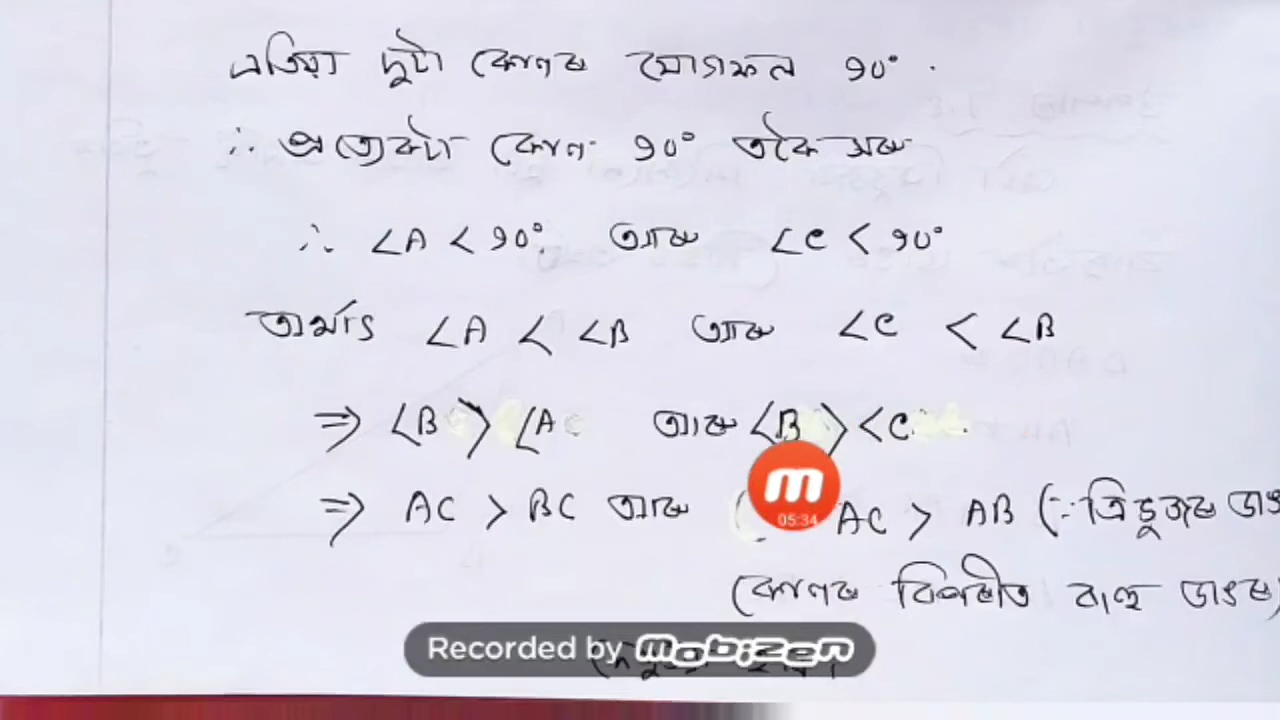 এতিয়া দুটা কোণৰ যোগফল 90°.
∴ প্ৰত্যেকটা কোণ 90° তকৈ সৰু
∴ ∠A < 90° আৰু ∠C < 90°
অৰ্থাৎ ∠A < ∠B আৰু ∠C < ∠B
⇒ ∠B > ∠A আৰু ∠B > ∠C
⇒ AC > BC আৰু AC > AB (∵ ত্ৰিভুজৰ ডাঙ
কোণৰ বিপৰীত বাহু ডাঙৰ)
05:34
Recorded by mobizen